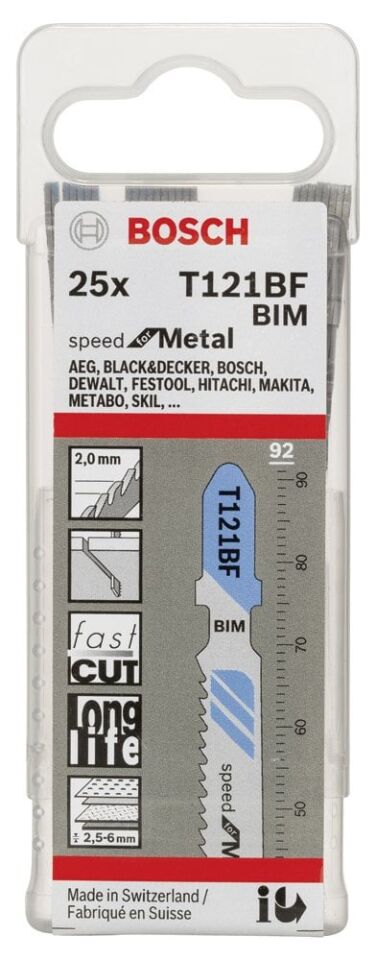 BOSCH
25x T121BF
BIM
speed for Metal
AEG, BLACK&DECKER, BOSCH,
DEWALT, FESTOOL, HITACHI, MAKITA,
METABO, SKIL, ...
2,0 mm
fast
CUT
long
life
2,5-6 mm
92
90
80
70
60
50
T121BF
BIM
speed for M
Made in Switzerland /
Fabriqué en Suisse